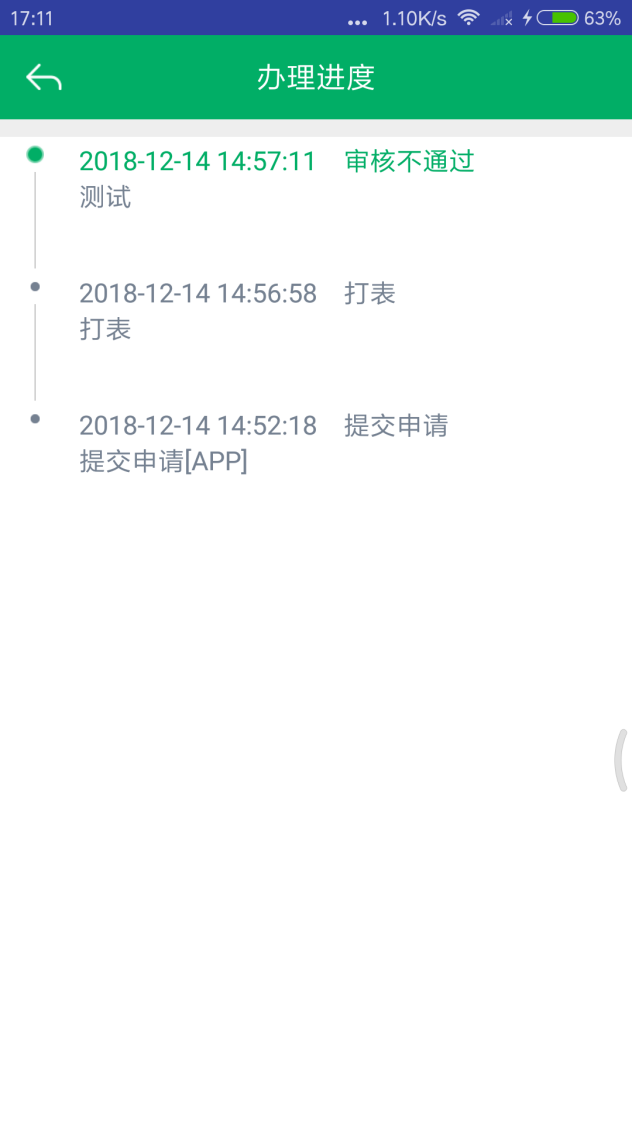 17:11 ... 1.10K/s 63%
办理进度
2018-12-14 14:57:11 审核不通过
测试
2018-12-14 14:56:58 打表
打表
2018-12-14 14:52:18 提交申请
提交申请[APP]